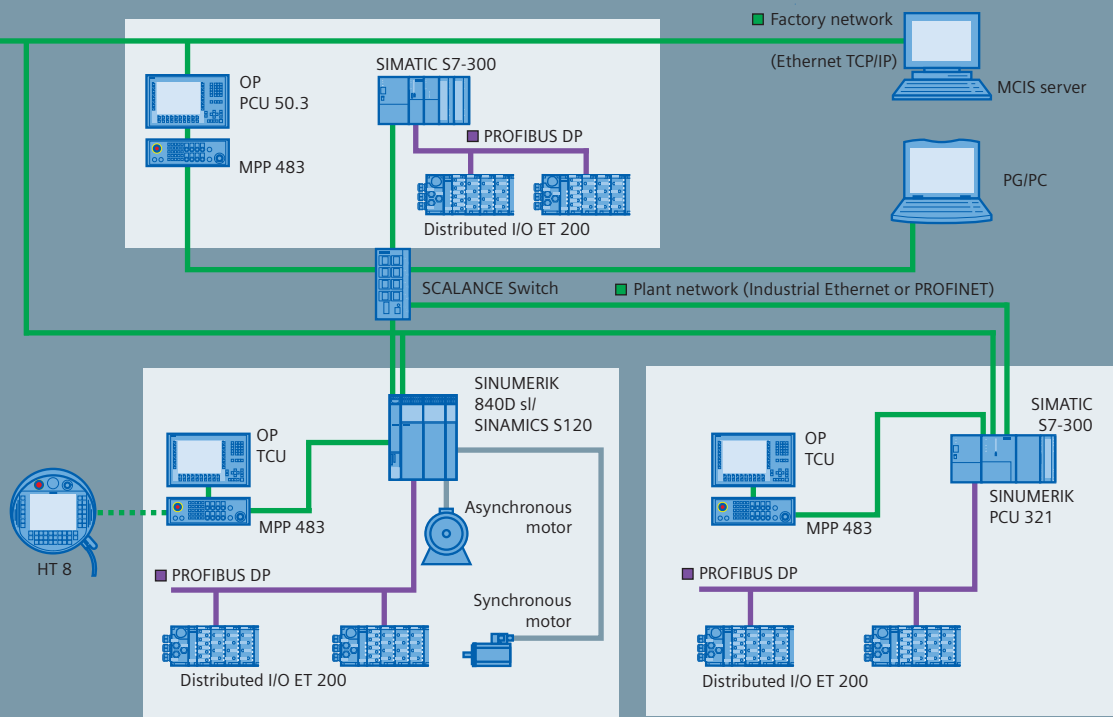 Factory network
(Ethernet TCP/IP)
MCIS server
OP
PCU 50.3
MPP 483
SIMATIC S7-300
PROFIBUS DP
Distributed I/O ET 200
PG/PC
SCALANCE Switch
Plant network (Industrial Ethernet or PROFINET)
SINUMERIK
840D sl/
SINAMICS S120
OP
TCU
MPP 483
HT 8
Asynchronous
motor
PROFIBUS DP
Synchronous
motor
Distributed I/O ET 200
SIMATIC
S7-300
OP
TCU
MPP 483
SINUMERIK
PCU 321
PROFIBUS DP
Distributed I/O ET 200